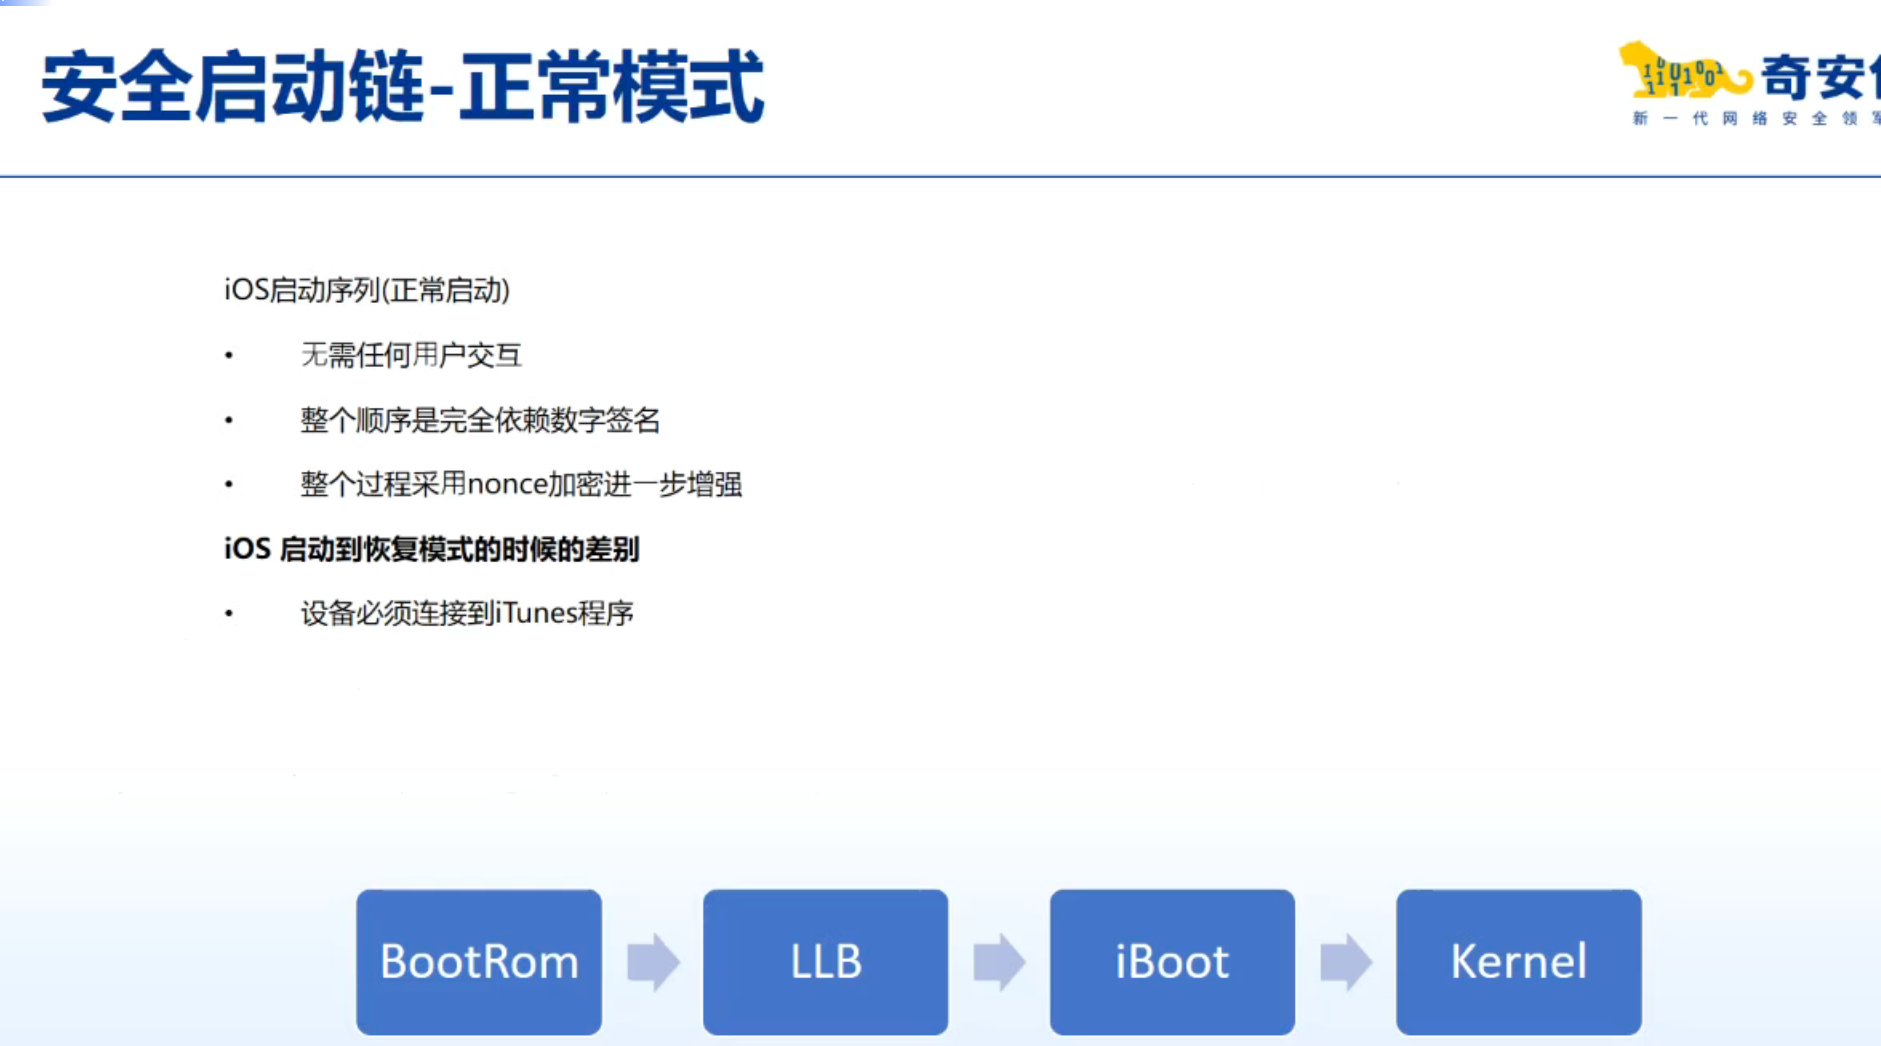 安全启动链-正常模式
奇安
新一代网络安全领
iOS启动序列(正常启动)
• 无需任何用户交互
• 整个顺序是完全依赖数字签名
• 整个过程采用nonce加密进一步增强
iOS 启动到恢复模式的时候的差别
• 设备必须连接到iTunes程序
BootRom
LLB
iBoot
Kernel